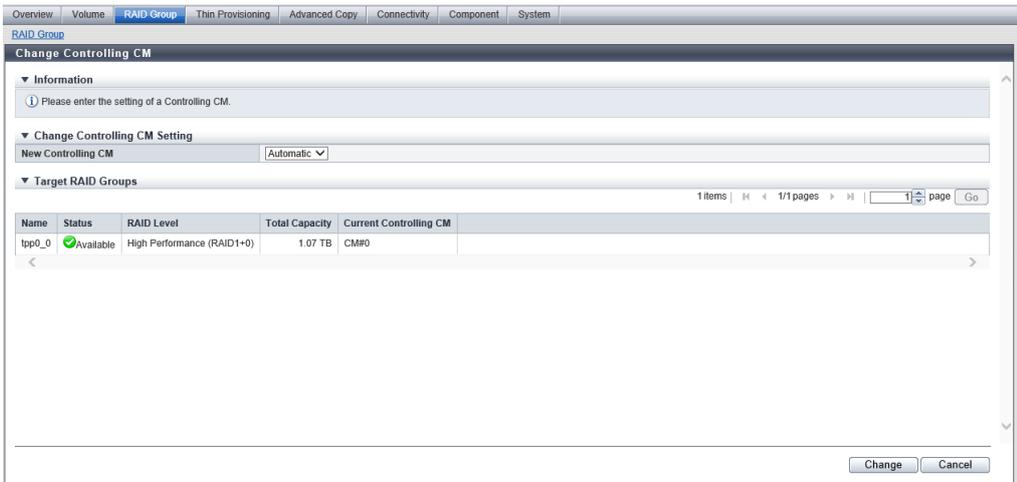 Overview Volume RAID Group Thin Provisioning Advanced Copy Connectivity Component System
RAID Group
Change Controlling CM
Information
Please enter the setting of a Controlling CM.
Change Controlling CM Setting
New Controlling CM Automatic
Target RAID Groups
1 items | 1/1 pages | 1 page Go
Name Status RAID Level Total Capacity Current Controlling CM
tpp0_0 Available High Performance (RAID1+0) 1.07 TB CM#0
Change Cancel